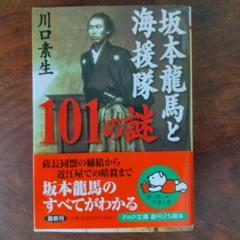 坂本龍馬と
海援隊
101の謎
川口素生
薩長同盟の締結から
近江屋での暗殺まで
坂本龍馬の
すべてがわかる
最新刊
PHP文庫 創刊25周年